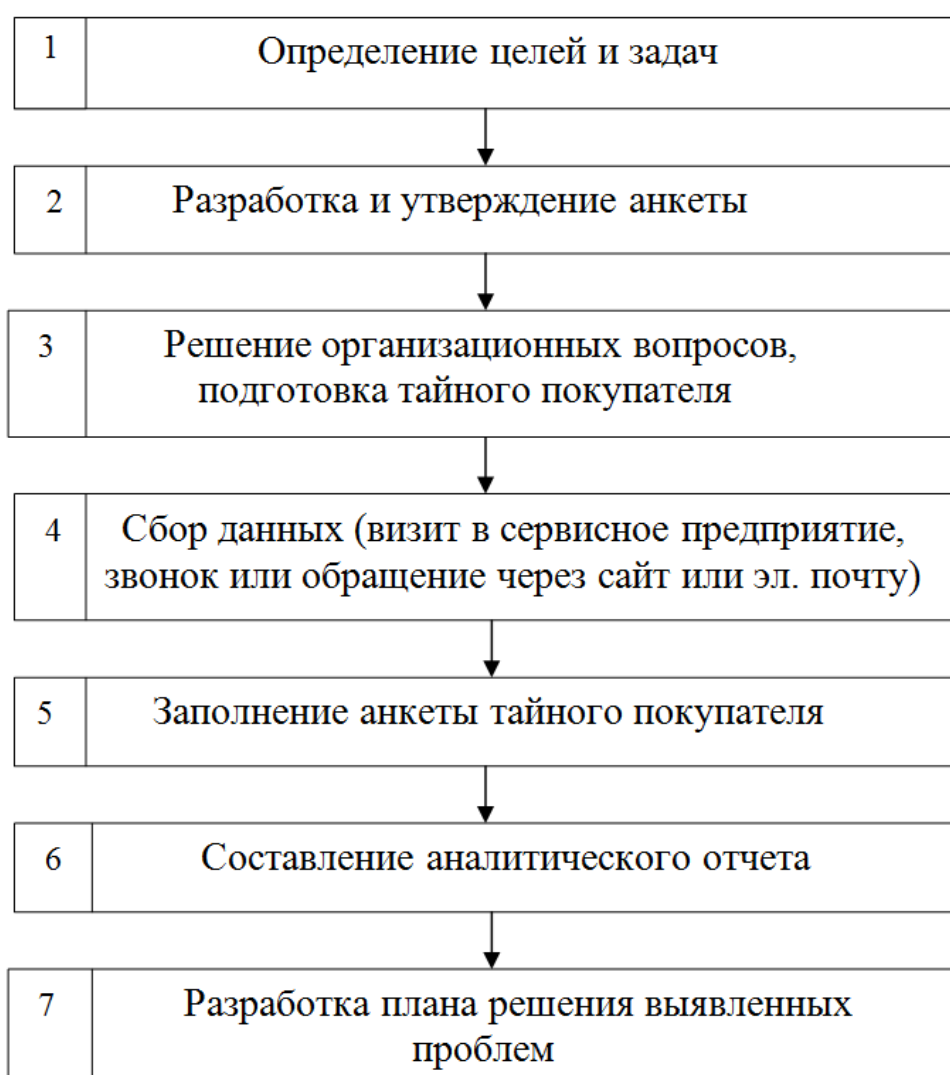 1
Определение целей и задач
2
Разработка и утверждение анкеты
3
Решение организационных вопросов,
подготовка тайного покупателя
4
Сбор данных (визит в сервисное предприятие,
звонок или обращение через сайт или эл. почту)
5
Заполнение анкеты тайного покупателя
6
Составление аналитического отчета
7
Разработка плана решения выявленных
проблем